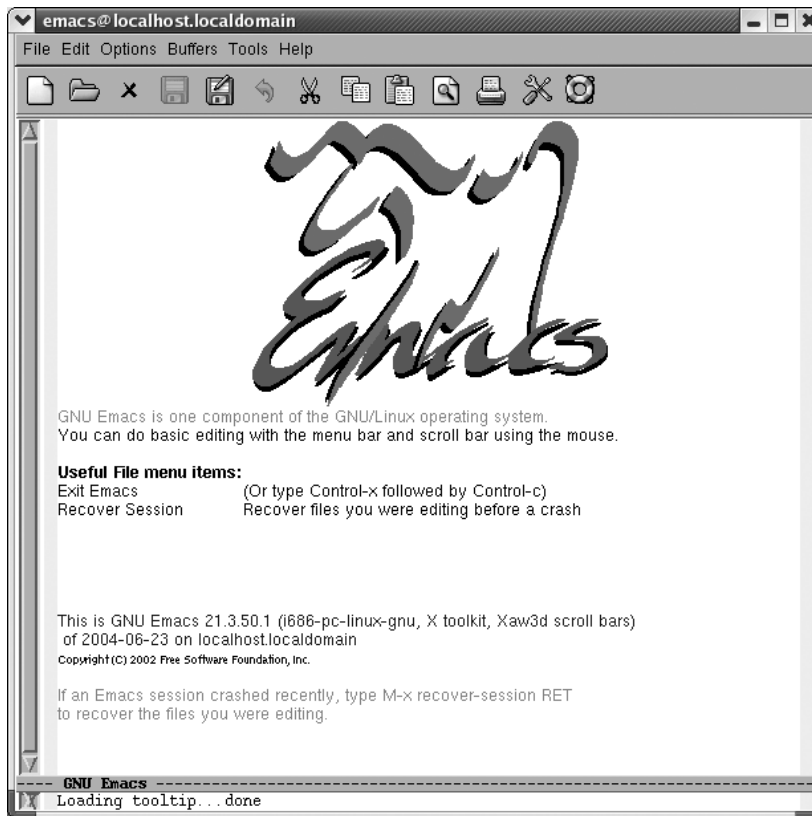 emacs@localhost.localdomain
File Edit Options Buffers Tools Help
Emacs
GNU Emacs is one component of the GNU/Linux operating system.
You can do basic editing with the menu bar and scroll bar using the mouse.
Useful File menu items:
Exit Emacs (Or type Control-x followed by Control-c)
Recover Session Recover files you were editing before a crash
This is GNU Emacs 21.3.50.1 (i686-pc-linux-gnu, X toolkit, Xaw3d scroll bars)
of 2004-06-23 on localhost.localdomain
Copyright (C) 2002 Free Software Foundation, Inc.
If an Emacs session crashed recently, type M-x recover-session RET
to recover the files you were editing.
---- GNU Emacs ----
Loading tooltip...done